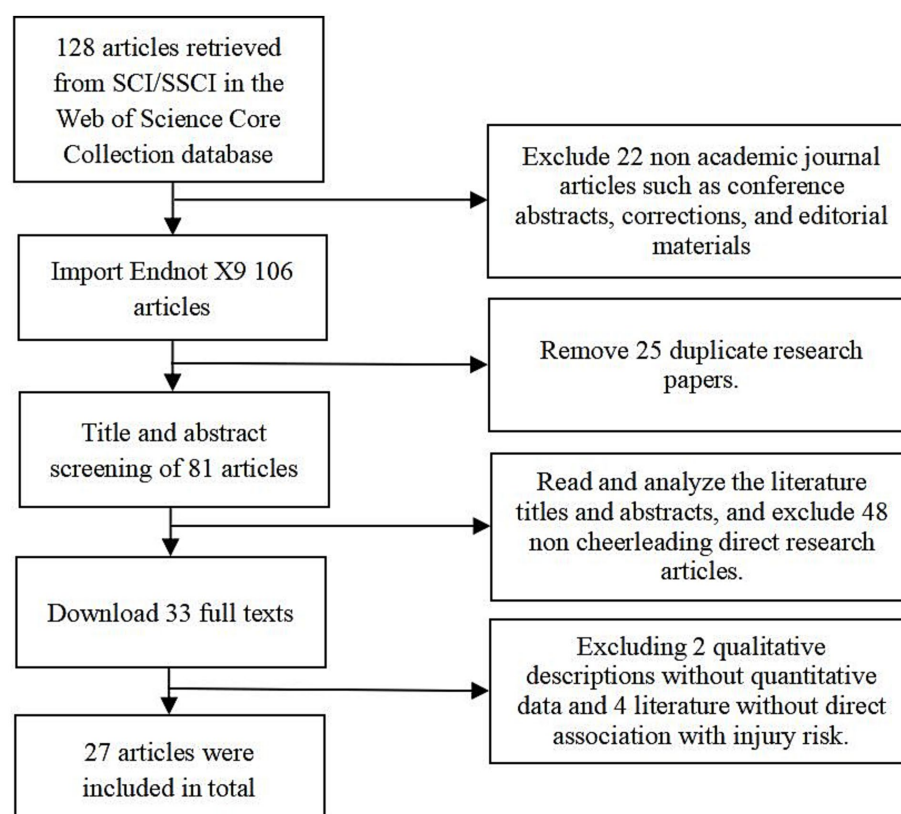 128 articles retrieved
from SCI/SSCI in the
Web of Science Core
Collection database
Exclude 22 non academic journal
articles such as conference
abstracts, corrections, and editorial
materials
Import Endnot X9 106
articles
Remove 25 duplicate research
papers.
Title and abstract
screening of 81 articles
Read and analyze the literature
titles and abstracts, and exclude 48
non cheerleading direct research
articles.
Download 33 full texts
Excluding 2 qualitative
descriptions without quantitative
data and 4 literature without direct
association with injury risk.
27 articles were
included in total